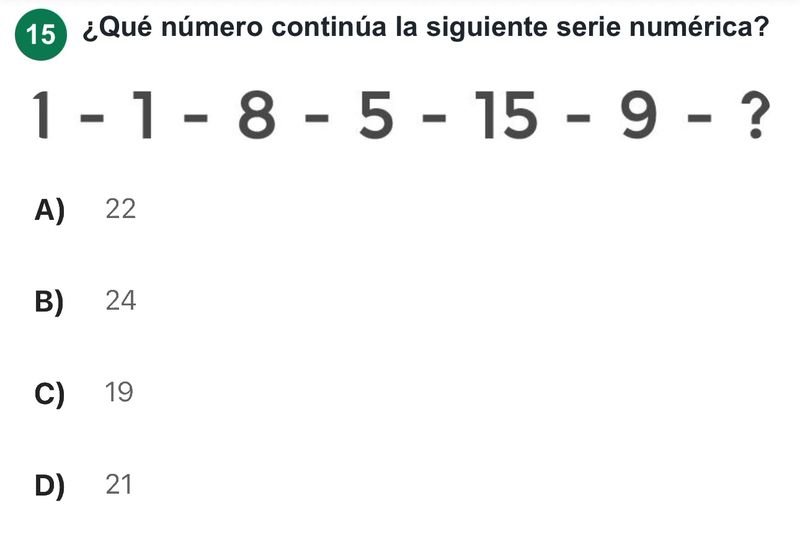 15 ¿Qué número continúa la siguiente serie numérica?
1 - 1 - 8 - 5 - 15 - 9 - ?
A) 22
B) 24
C) 19
D) 21